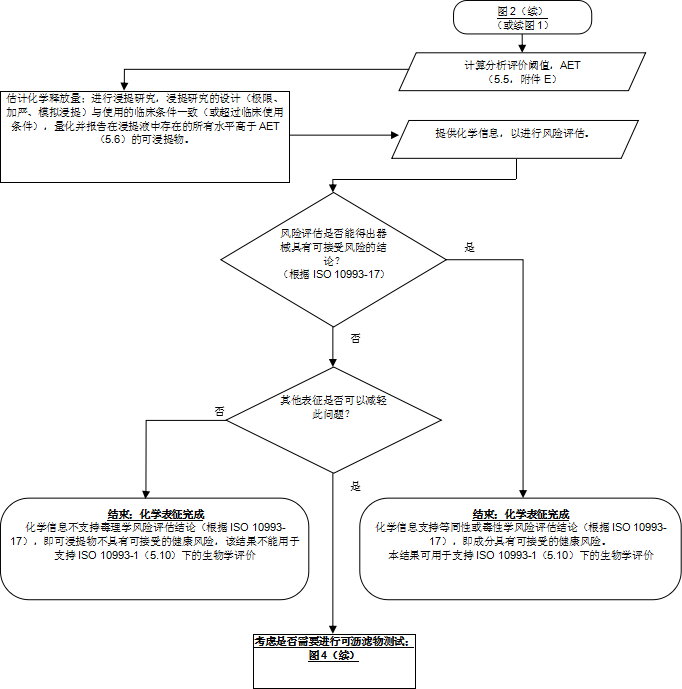 图2（续）
（或续图1）
计算分析评价阈值，AET
（5.5，附件 E）
估计化学释放量；进行浸提研究，浸提研究的设计（极限、
加严、模拟浸提）与使用的临床条件一致（或超过临床使用
条件），量化并报告在浸提液中存在的所有水平高于 AET
（5.6）的可浸提物。
提供化学信息，以进行风险评估。
风险评估是否能得出器
械具有可接受风险的结
论？
（根据 ISO 10993-17）
是
否
其他表征是否可以减轻
此问题？
否
是
结束：化学表征完成
化学信息不支持毒理学风险评估结论（根据 ISO 10993-
17），即可浸提物不具有可接受的健康风险，该结果不能用于
支持 ISO 10993-1（5.10）下的生物学评价
结束：化学表征完成
化学信息支持等同性或毒性学风险评估结论（根据 ISO 10993-
17），即成分具有可接受的健康风险。
本结果可用于支持 ISO 10993-1（5.10）下的生物学评价
考虑是否需要进行可沥滤物测试；
图4（续）